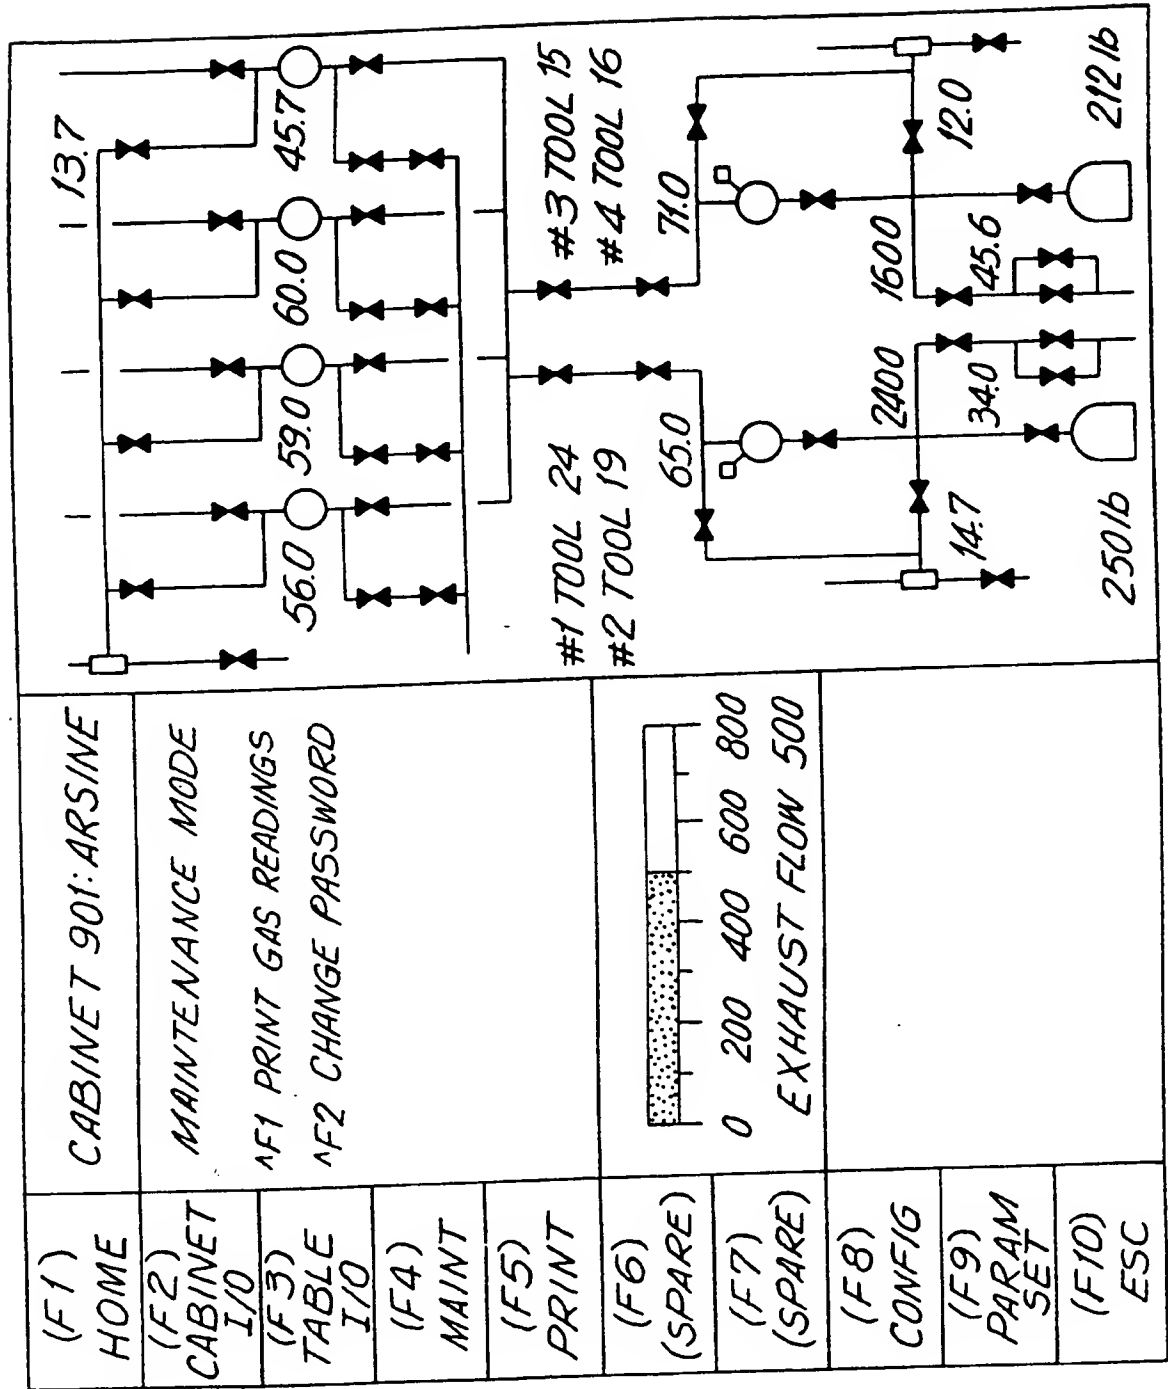 (F1)
HOME
(F2)
CABINET
I/O
(F3)
TABLE
I/O
(F4)
MAINT
(F5)
PRINT
(F6)
(SPARE)
(F7)
(SPARE)
(F8)
CONFIG
(F9)
PARAM
SET
(F10)
ESC
CABINET 901: ARSINE
MAINTENANCE MODE
^F1 PRINT GAS READINGS
^F2 CHANGE PASSWORD
0 200 400 600 800
EXHAUST FLOW 500
13.7
56.0
59.0
60.0
45.7
#1 TOOL 24
#2 TOOL 19
#3 TOOL 15
#4 TOOL 16
65.0
71.0
2400
1600
14.7
34.0
45.6
12.0
250 lb
212 lb